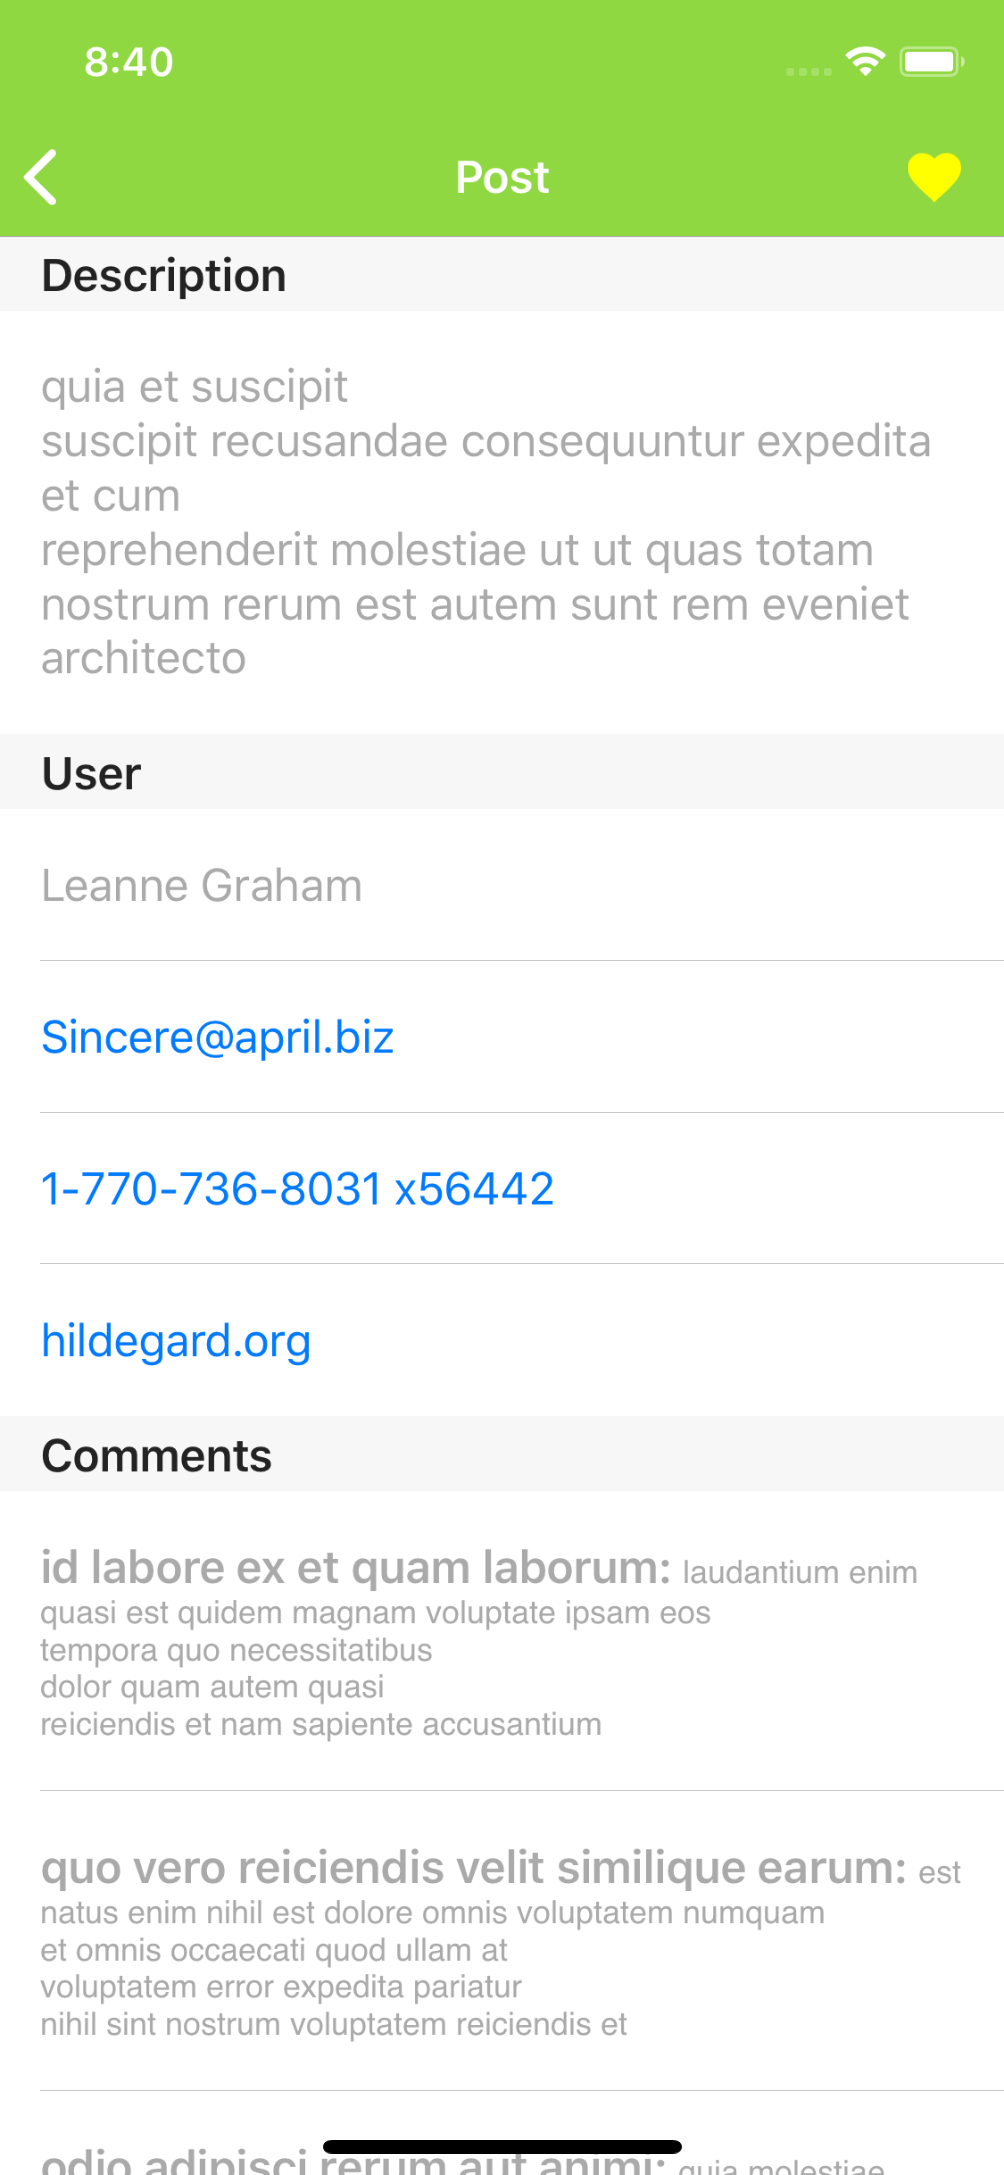 8:40
Post
Description
quia et suscipit
suscipit recusandae consequuntur expedita
et cum
reprehenderit molestiae ut ut quas totam
nostrum rerum est autem sunt rem eveniet
architecto
User
Leanne Graham
Sincere@april.biz
1-770-736-8031 x56442
hildegard.org
Comments
id labore ex et quam laborum: laudantium enim
quasi est quidem magnam voluptate ipsam eos
tempora quo necessitatibus
dolor quam autem quasi
reiciendis et nam sapiente accusantium
quo vero reiciendis velit similique earum: est
natus enim nihil est dolore omnis voluptatem numquam
et omnis occaecati quod ullam at
voluptatem error expedita pariatur
nihil sint nostrum voluptatem reiciendis et
odio adipisci rerum aut animi: quia molestiae